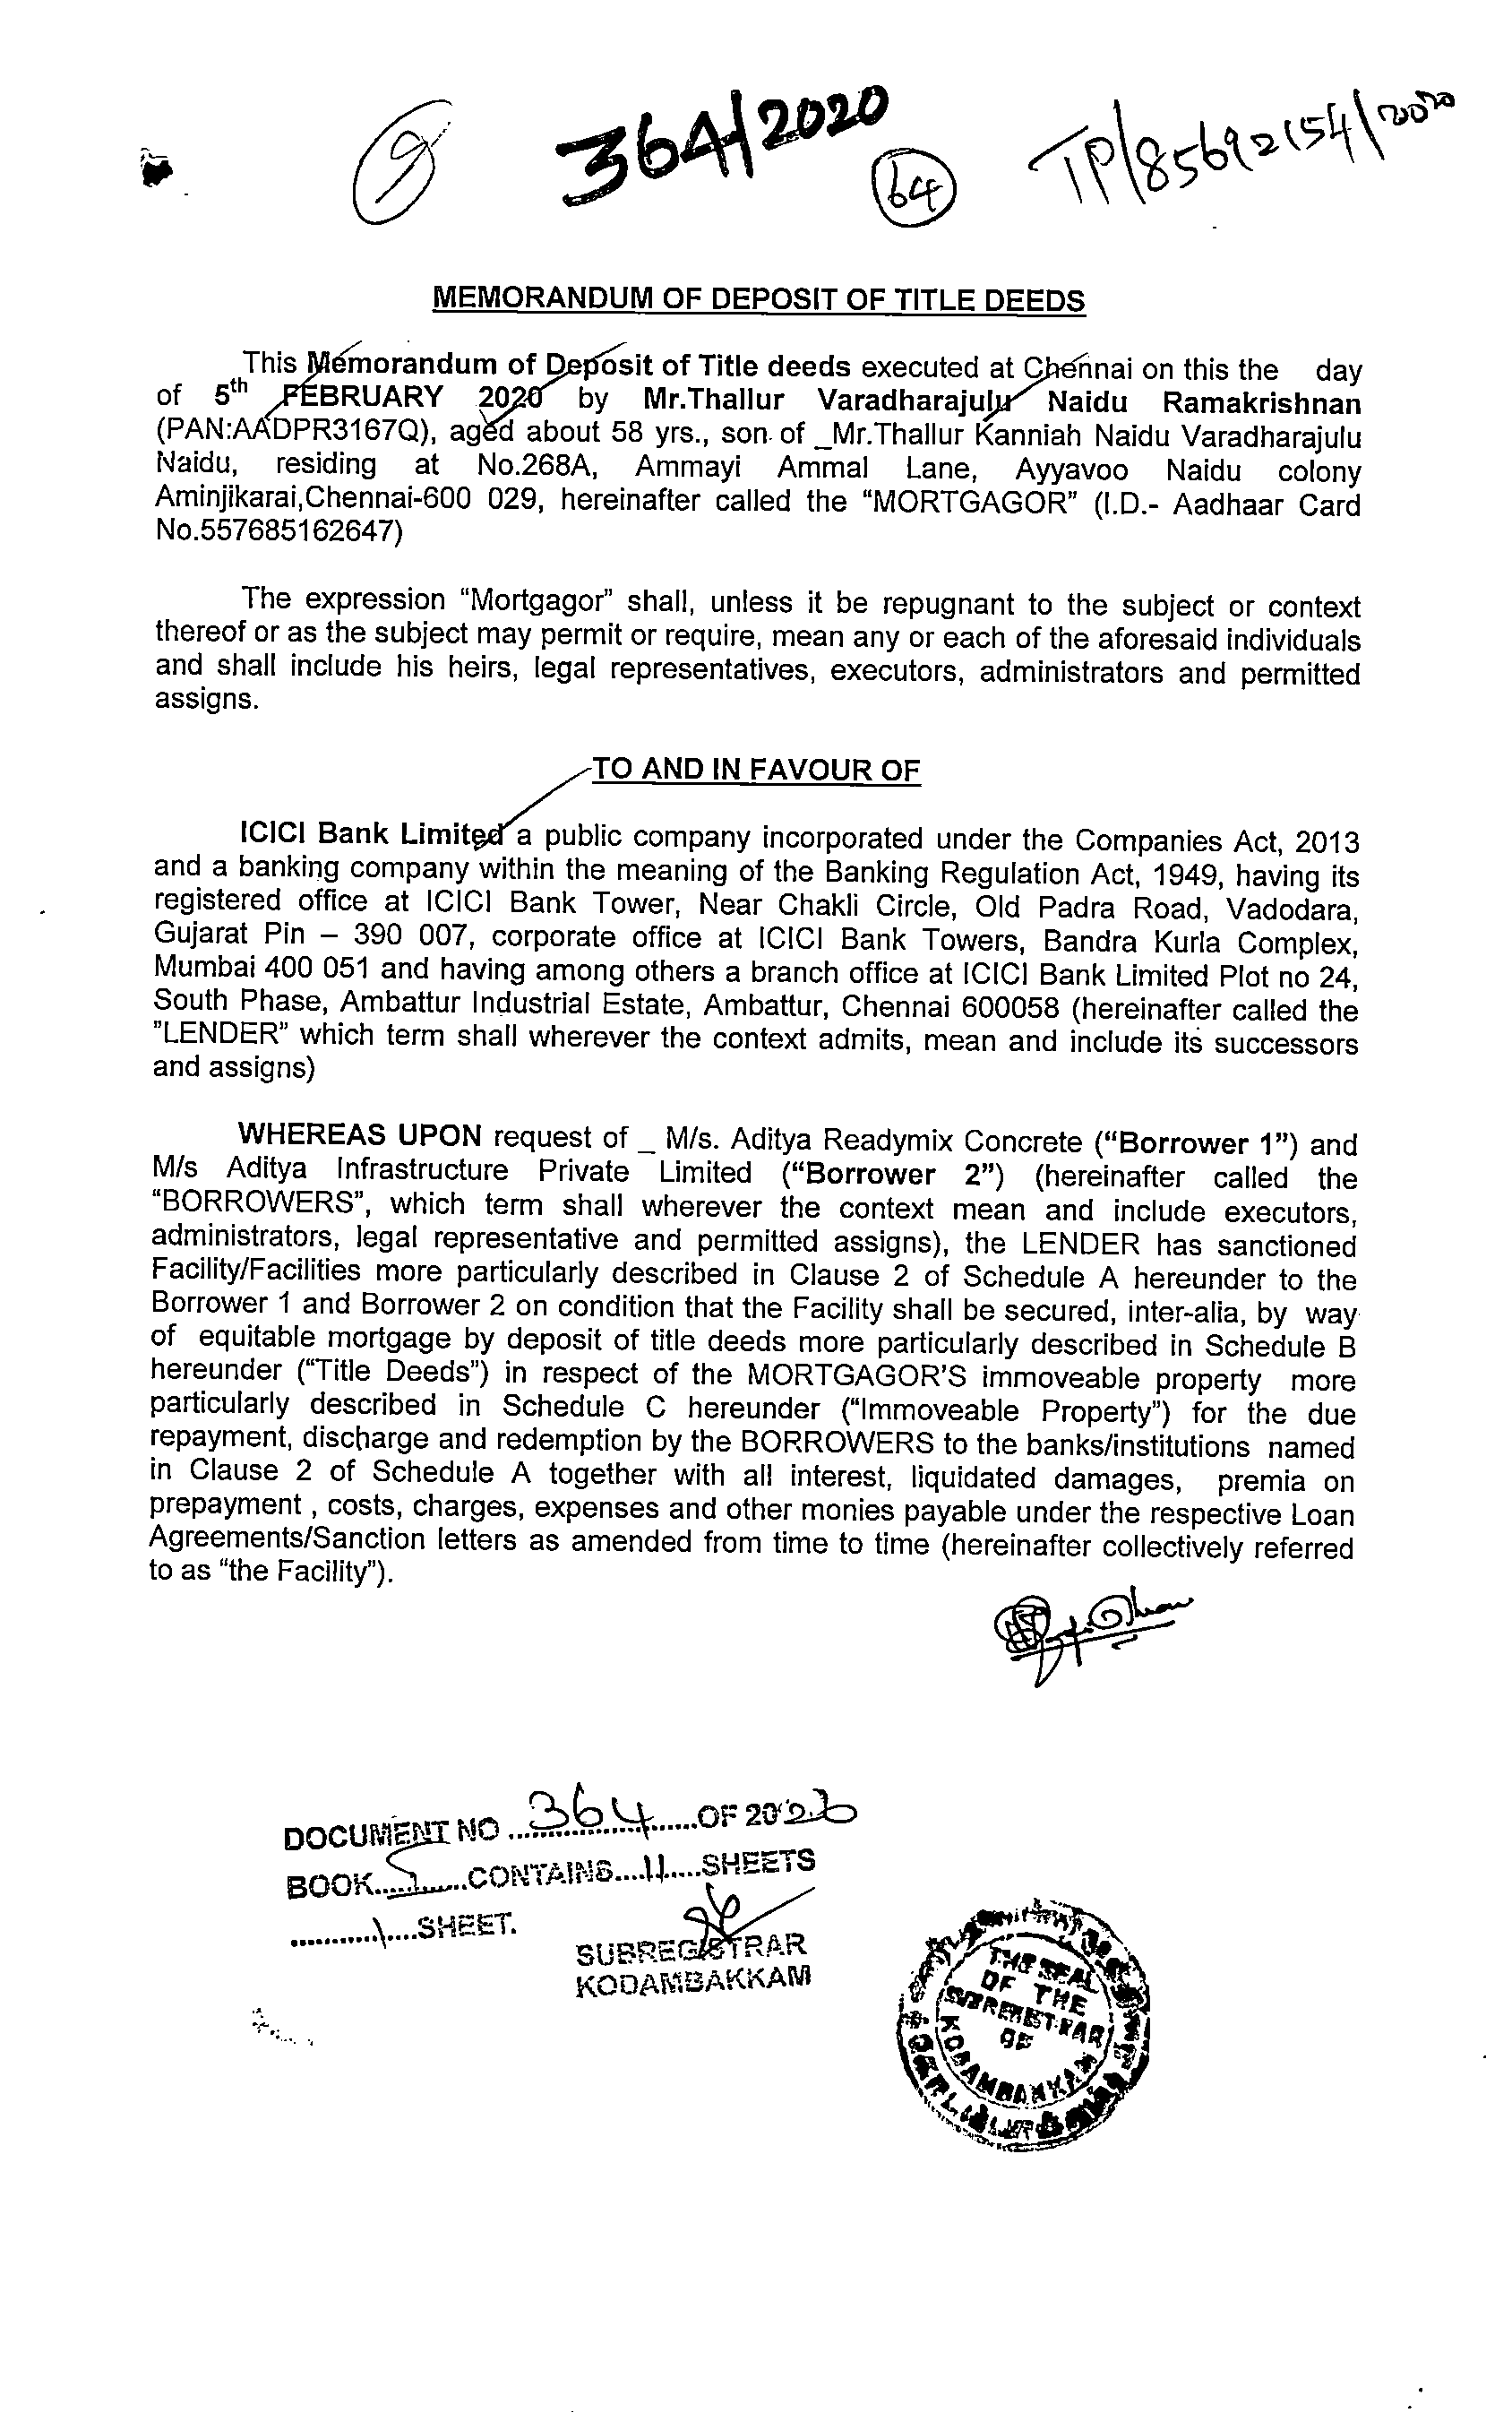 364/2020
64
TP/85692154/2020
MEMORANDUM OF DEPOSIT OF TITLE DEEDS
This Memorandum of Deposit of Title deeds executed at Chennai on this the day
of 5th FEBRUARY 2020 by Mr.Thallur Varadharajulu Naidu Ramakrishnan
(PAN:AADPR3167Q), aged about 58 yrs., son of _Mr.Thallur Kanniah Naidu Varadharajulu
Naidu, residing at No.268A, Ammayi Ammal Lane, Ayyavoo Naidu colony
Aminjikarai,Chennai-600 029, hereinafter called the “MORTGAGOR” (I.D.- Aadhaar Card
No.557685162647)
The expression “Mortgagor” shall, unless it be repugnant to the subject or context
thereof or as the subject may permit or require, mean any or each of the aforesaid individuals
and shall include his heirs, legal representatives, executors, administrators and permitted
assigns.
TO AND IN FAVOUR OF
ICICI Bank Limited a public company incorporated under the Companies Act, 2013
and a banking company within the meaning of the Banking Regulation Act, 1949, having its
registered office at ICICI Bank Tower, Near Chakli Circle, Old Padra Road, Vadodara,
Gujarat Pin – 390 007, corporate office at ICICI Bank Towers, Bandra Kurla Complex,
Mumbai 400 051 and having among others a branch office at ICICI Bank Limited Plot no 24,
South Phase, Ambattur Industrial Estate, Ambattur, Chennai 600058 (hereinafter called the
"LENDER” which term shall wherever the context admits, mean and include its successors
and assigns)
WHEREAS UPON request of _ M/s. Aditya Readymix Concrete (“Borrower 1”) and
M/s Aditya Infrastructure Private Limited (“Borrower 2”) (hereinafter called the
“BORROWERS”, which term shall wherever the context mean and include executors,
administrators, legal representative and permitted assigns), the LENDER has sanctioned
Facility/Facilities more particularly described in Clause 2 of Schedule A hereunder to the
Borrower 1 and Borrower 2 on condition that the Facility shall be secured, inter-alia, by way
of equitable mortgage by deposit of title deeds more particularly described in Schedule B
hereunder (“Title Deeds”) in respect of the MORTGAGOR’S immoveable property more
particularly described in Schedule C hereunder (“Immoveable Property”) for the due
repayment, discharge and redemption by the BORROWERS to the banks/institutions named
in Clause 2 of Schedule A together with all interest, liquidated damages, premia on
prepayment , costs, charges, expenses and other monies payable under the respective Loan
Agreements/Sanction letters as amended from time to time (hereinafter collectively referred
to as “the Facility”).
DOCUMENT NO ...364......OF 2020
BOOK....1.....CONTAINS....11.....SHEETS
...........1....SHEET.
SUBREGISTRAR
KODAMBAKKAM
THE SEAL
OF THE
SUBREGISTRAR
OF
KODAMBAKKAM